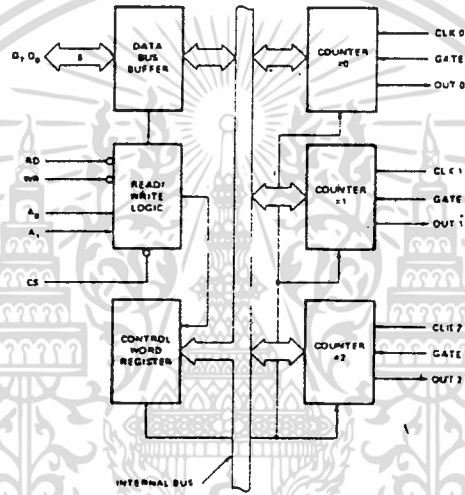 D7 D0
8
DATA
BUS
BUFFER
COUNTER
#0
CLK 0
GATE
OUT 0
RD
WR
A0
A1
READ/
WRITE
LOGIC
CS
COUNTER
#1
CLK 1
GATE
OUT 1
CONTROL
WORD
REGISTER
COUNTER
#2
CLK 2
GATE
OUT 2
INTERNAL BUS